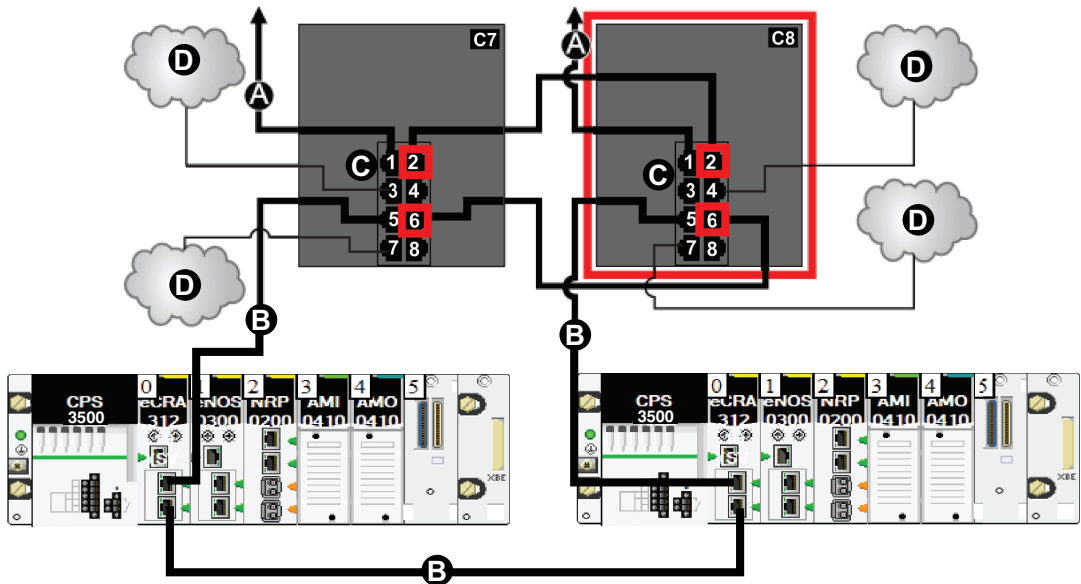 D
A
C7
A
C8
D
C
1 2
3 4
5 6
7 8
C
1 2
3 4
5 6
7 8
D
D
B
B
0 1 2 3 4 5
CPS
3500
eCRA
312
eNOS
0300
NRP
0200
AMI
0410
AMO
0410
S
XBE
0 1 2 3 4 5
CPS
3500
eCRA
312
eNOS
0300
NRP
0200
AMI
0410
AMO
0410
S
XBE
B